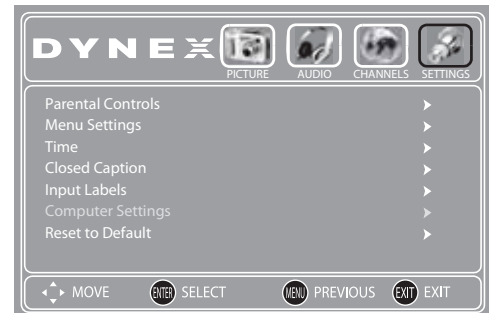 DYNEX
PICTURE AUDIO CHANNELS SETTINGS
Parental Controls
Menu Settings
Time
Closed Caption
Input Labels
Computer Settings
Reset to Default
MOVE ENTER SELECT MENU PREVIOUS EXIT EXIT